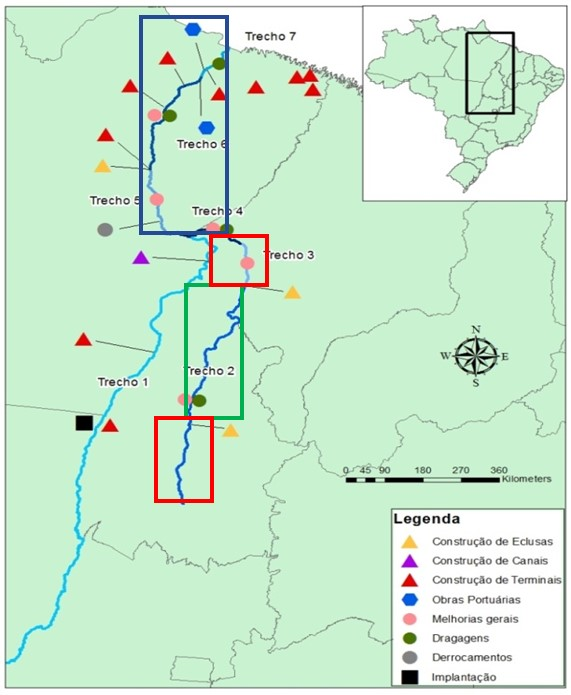 Trecho 7
Trecho 6
Trecho 5
Trecho 4
Trecho 3
Trecho 2
Trecho 1
N
W E
S
0 45 90 180 270 360
Kilometers
Legenda
Construção de Eclusas
Construção de Canais
Construção de Terminais
Obras Portuárias
Melhorias gerais
Dragagens
Derrocamentos
Implantação